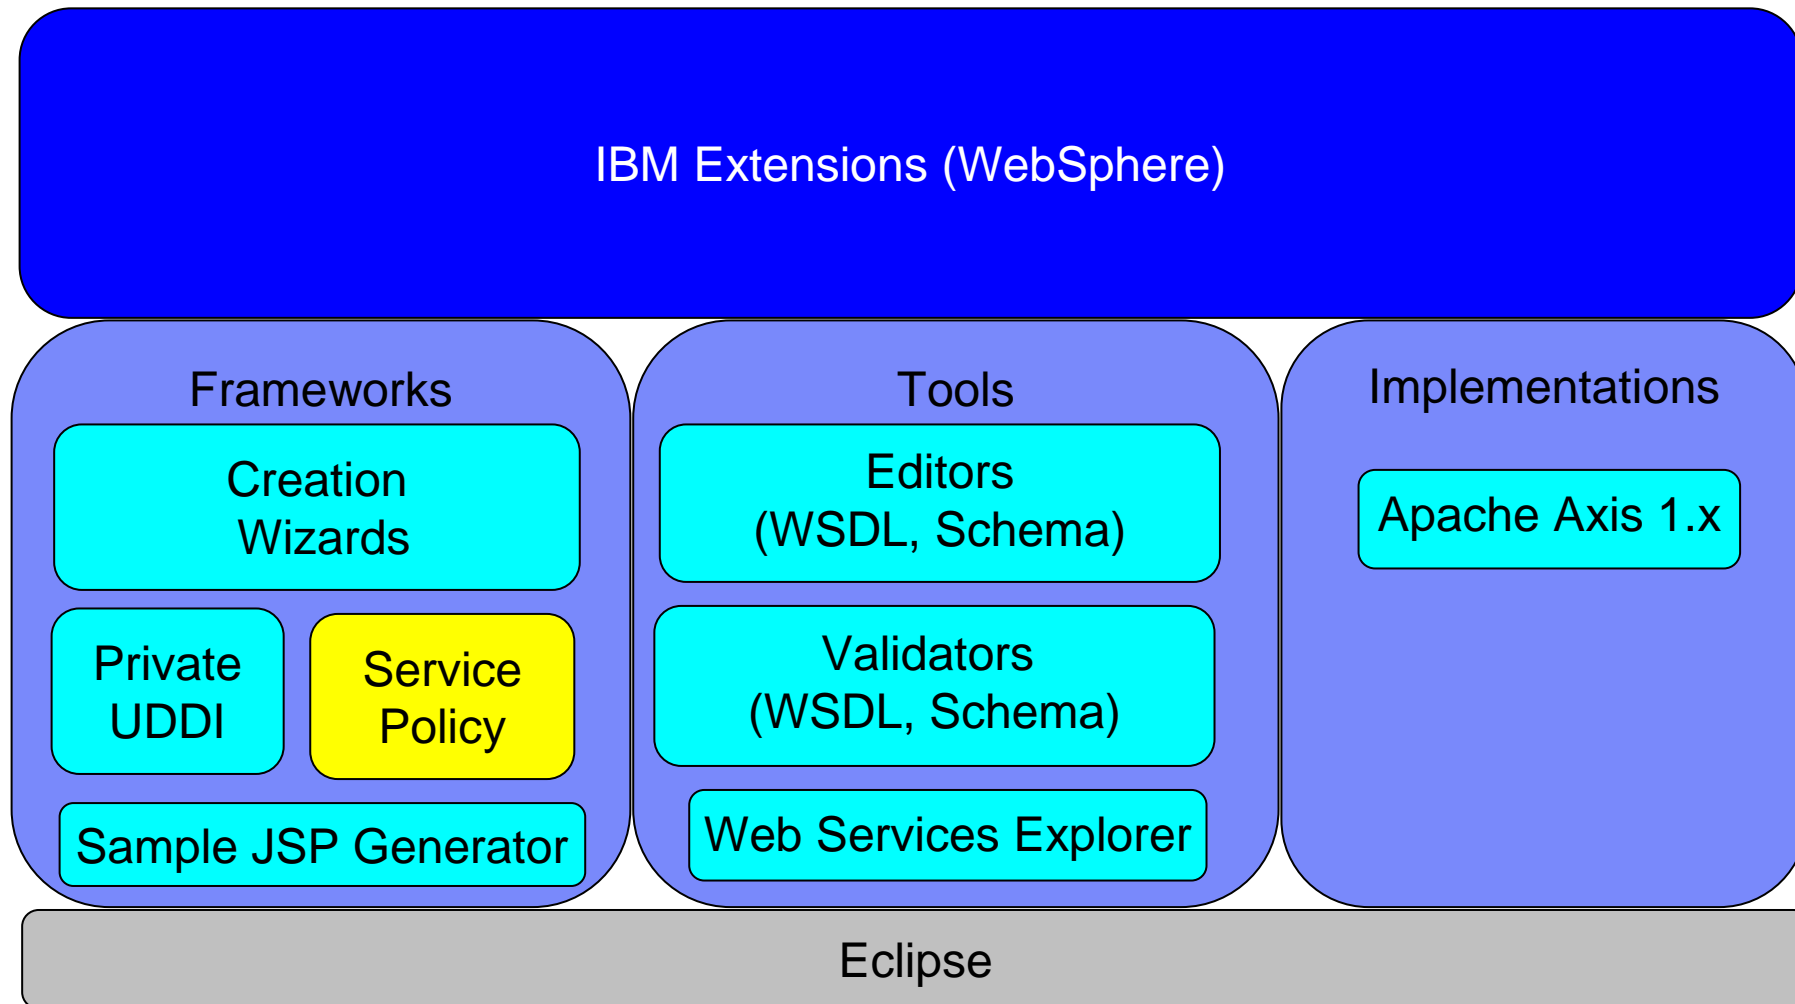 IBM Extensions (WebSphere)
Frameworks
Creation
Wizards
Private
UDDI
Service
Policy
Sample JSP Generator
Tools
Editors
(WSDL, Schema)
Validators
(WSDL, Schema)
Web Services Explorer
Implementations
Apache Axis 1.x
Eclipse